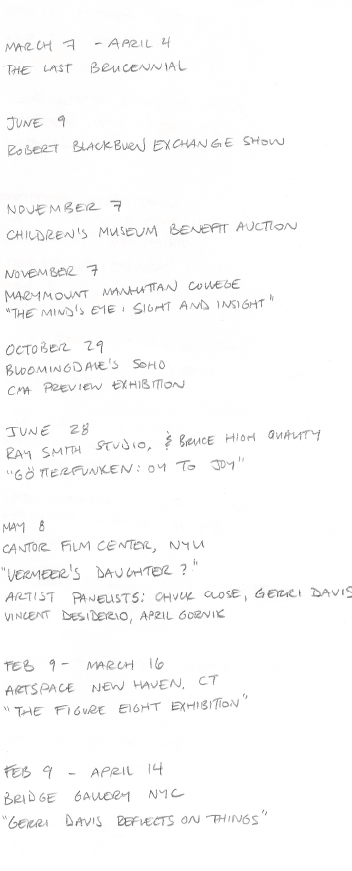 MARCH 7 - APRIL 4
THE LAST BRUCENNIAL
JUNE 9
ROBERT BLACKBURN EXCHANGE SHOW
NOVEMBER 7
CHILDREN'S MUSEUM BENEFIT AUCTION
NOVEMBER 7
MARYMOUNT MANHATTAN COLLEGE
"THE MIND'S EYE : SIGHT AND INSIGHT"
OCTOBER 29
BLOOMINGDALE'S SOHO
CMA PREVIEW EXHIBITION
JUNE 28
RAY SMITH STUDIO, & BRUCE HIGH QUALITY
"GÖTTERFUNKEN: OY TO JOY"
MAY 8
CANTOR FILM CENTER, NYU
"VERMEER'S DAUGHTER?"
ARTIST PANELISTS: CHUCK CLOSE, GERRI DAVIS
VINCENT DESIDERIO, APRIL GORNIK
FEB 9 - MARCH 16
ARTSPACE NEW HAVEN, CT
"THE FIGURE EIGHT EXHIBITION"
FEB 9 - APRIL 14
BRIDGE GALLERY NYC
"GERRI DAVIS REFLECTS ON THINGS"